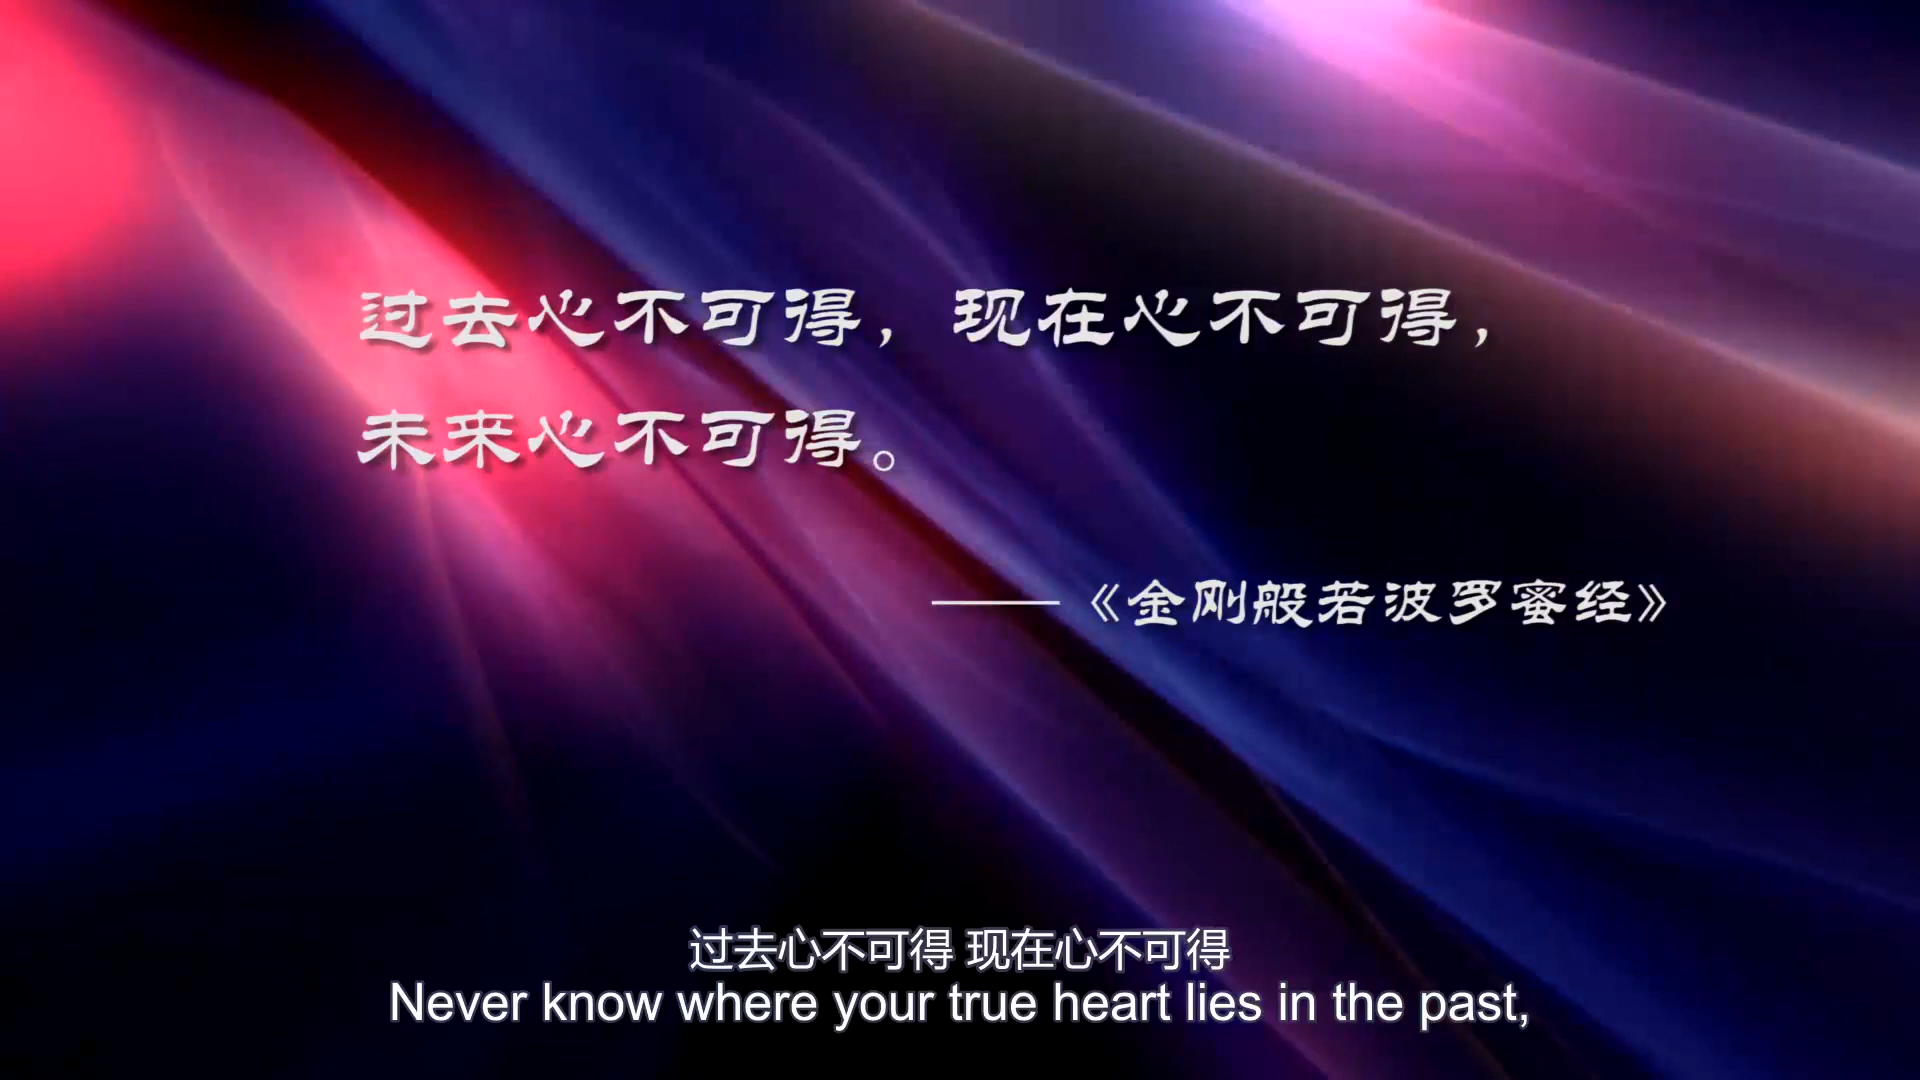 过去心不可得，现在心不可得，
未来心不可得。
——《金刚般若波罗蜜经》
过去心不可得 现在心不可得
Never know where your true heart lies in the past,